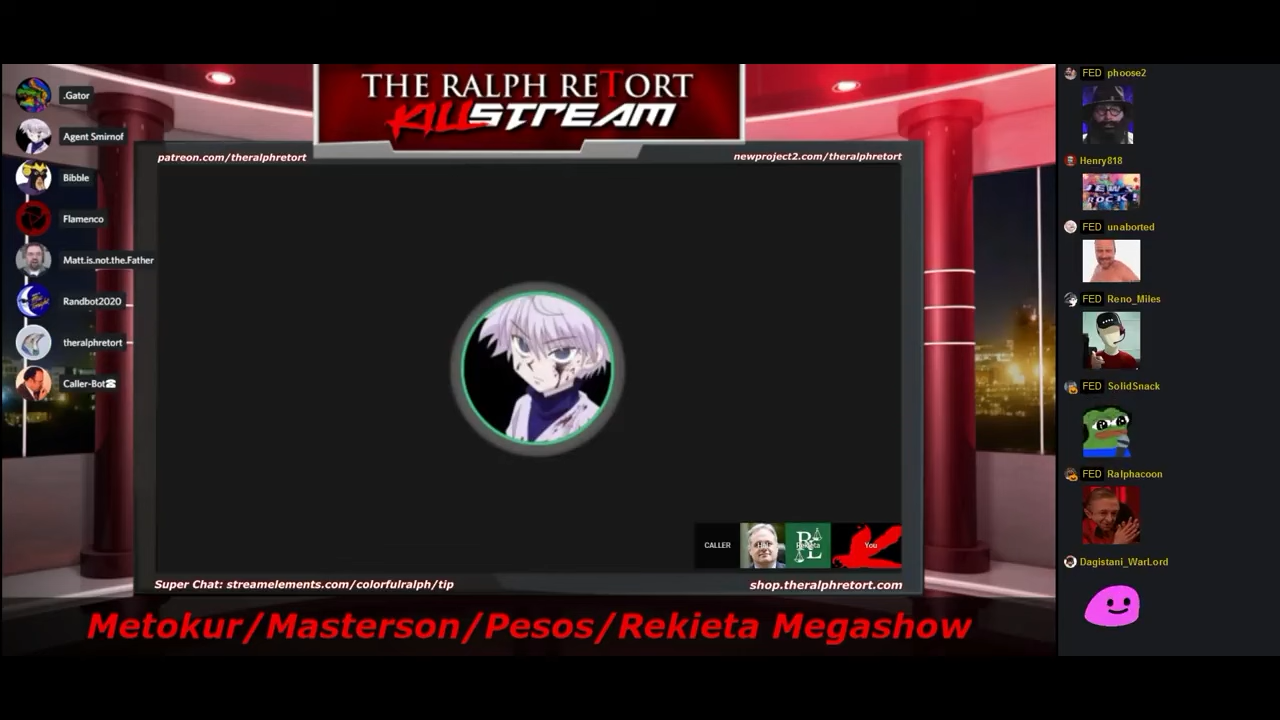 THE RALPH RETORT
KILLSTREAM
patreon.com/theralphretort
newproject2.com/theralphretort
.Gator
Agent Smirnof
Bibble
Flamenco
Matt.is.not.the.Father
Randbot2020
theralphretort
Caller-Bot☎
CALLER
You
Super Chat: streamelements.com/colorfulralph/tip
shop.theralphretort.com
Metokur/Masterson/Pesos/Rekieta Megashow
FED phoose2
Henry818
JEWS
ROCK!
FED unaborted
FED Reno_Miles
FED SolidSnack
FED Ralphacoon
Dagistani_WarLord